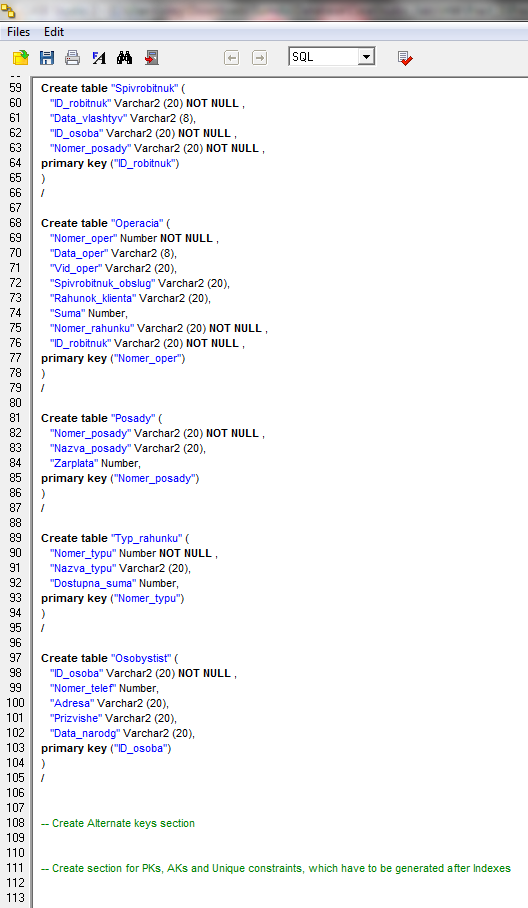 Files Edit
SQL
59 Create table "Spivrobitnuk" (
60 "ID_robitnuk" Varchar2 (20) NOT NULL ,
61 "Data_vlashtyv" Varchar2 (8),
62 "ID_osoba" Varchar2 (20) NOT NULL ,
63 "Nomer_posady" Varchar2 (20) NOT NULL ,
64 primary key ("ID_robitnuk")
65 )
66 /
67
68 Create table "Operacia" (
69 "Nomer_oper" Number NOT NULL ,
70 "Data_oper" Varchar2 (8),
71 "Vid_oper" Varchar2 (20),
72 "Spivrobitnuk_obslug" Varchar2 (20),
73 "Rahunok_klienta" Varchar2 (20),
74 "Suma" Number,
75 "Nomer_rahunku" Varchar2 (20) NOT NULL ,
76 "ID_robitnuk" Varchar2 (20) NOT NULL ,
77 primary key ("Nomer_oper")
78 )
79 /
80
81 Create table "Posady" (
82 "Nomer_posady" Varchar2 (20) NOT NULL ,
83 "Nazva_posady" Varchar2 (20),
84 "Zarplata" Number,
85 primary key ("Nomer_posady")
86 )
87 /
88
89 Create table "Typ_rahunku" (
90 "Nomer_typu" Number NOT NULL ,
91 "Nazva_typu" Varchar2 (20),
92 "Dostupna_suma" Number,
93 primary key ("Nomer_typu")
94 )
95 /
96
97 Create table "Osobystist" (
98 "ID_osoba" Varchar2 (20) NOT NULL ,
99 "Nomer_telef" Number,
100 "Adresa" Varchar2 (20),
101 "Prizvishe" Varchar2 (20),
102 "Data_narodg" Varchar2 (20),
103 primary key ("ID_osoba")
104 )
105 /
106
107
108 -- Create Alternate keys section
109
110
111 -- Create section for PKs, AKs and Unique constraints, which have to be generated after Indexes
112
113